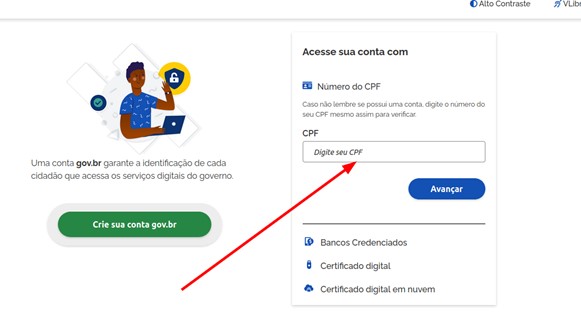 Alto Contraste
VLib
Acesse sua conta com
Número do CPF
Caso não lembre se possui uma conta, digite o número do
seu CPF mesmo assim para verificar.
CPF
Digite seu CPF
Avançar
Uma conta gov.br garante a identificação de cada
cidadão que acessa os serviços digitais do governo.
Crie sua conta gov.br
Bancos Credenciados
Certificado digital
Certificado digital em nuvem